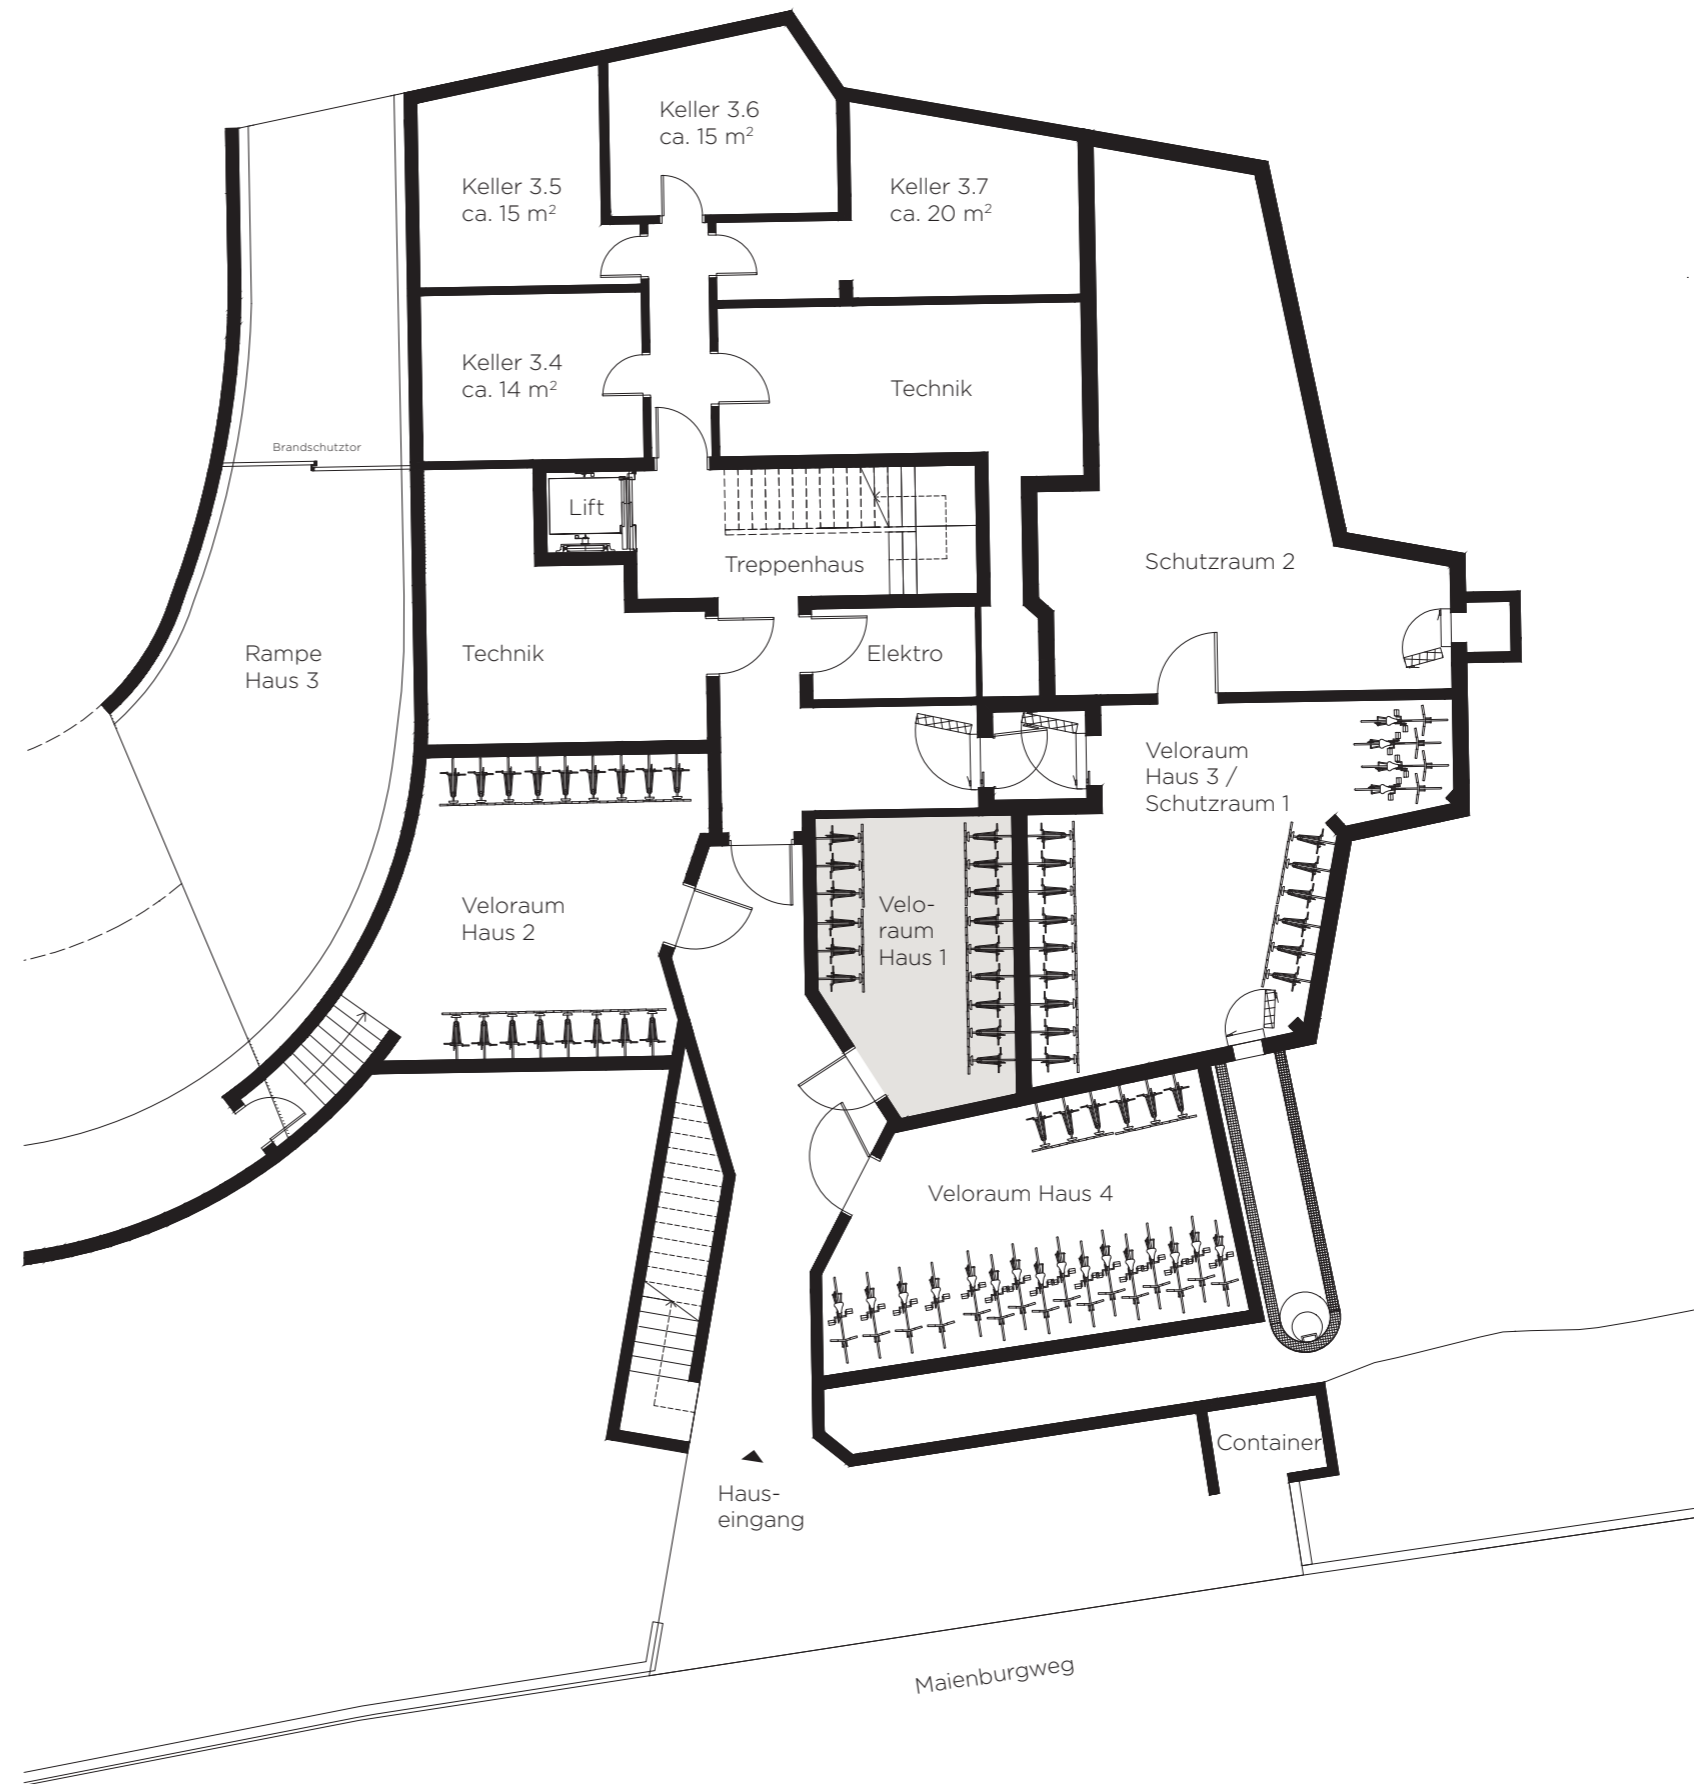 Keller 3.6
ca. 15 m²
Keller 3.5
ca. 15 m²
Keller 3.7
ca. 20 m²
Keller 3.4
ca. 14 m²
Technik
Brandschutztor
Lift
Treppenhaus
Schutzraum 2
Rampe
Haus 3
Technik
Elektro
Veloraum
Haus 3 /
Schutzraum 1
Veloraum
Haus 2
Velo-
raum
Haus 1
Veloraum Haus 4
Container
Haus-
eingang
Maienburgweg